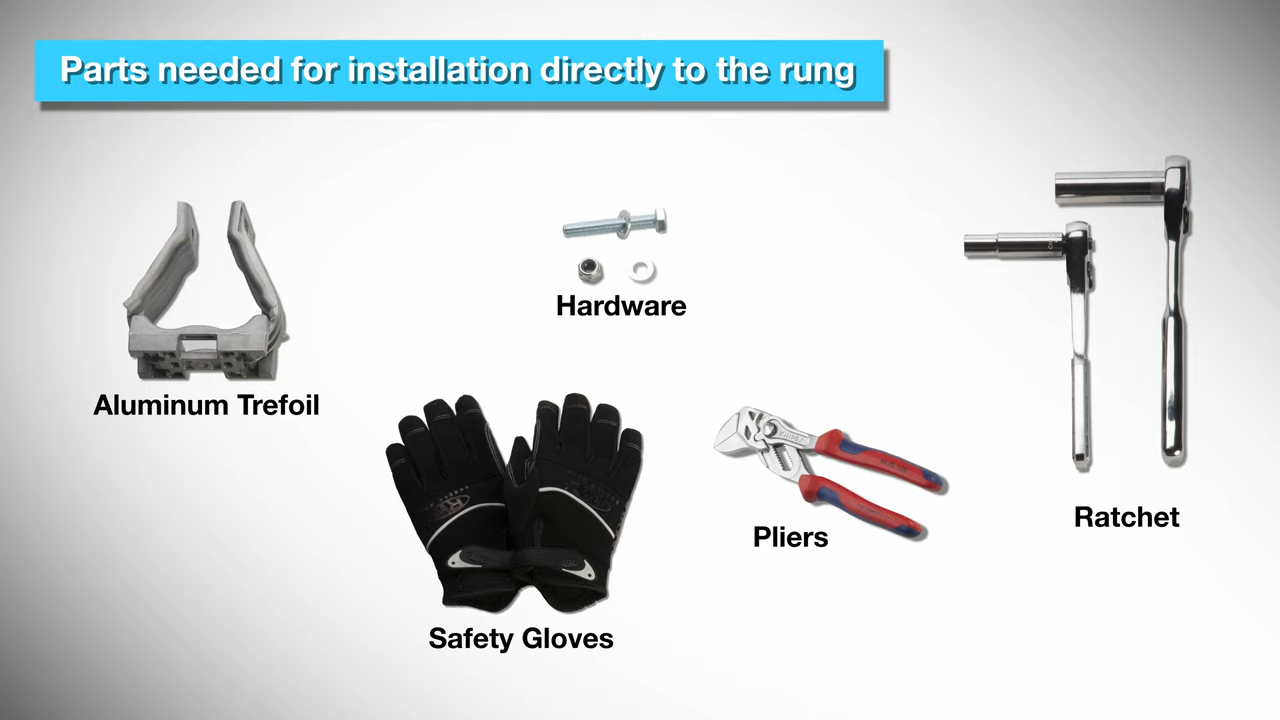 Parts needed for installation directly to the rung
Hardware
Aluminum Trefoil
Ratchet
Pliers
Safety Gloves